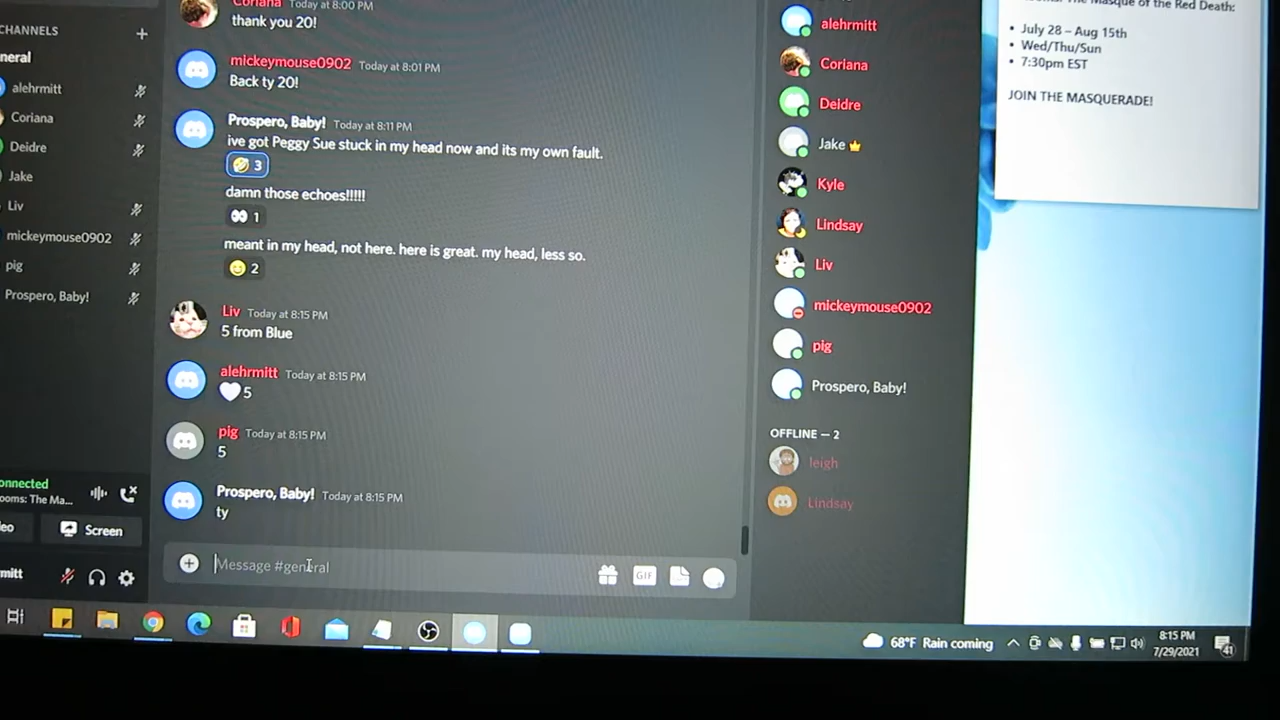 CHANNELS
neral
alehrmitt
Coriana
Deidre
Jake
Liv
mickeymouse0902
pig
Prospero, Baby!
onnected
ooms: The Ma...
eo
Screen
mitt
Coriana Today at 8:00 PM
thank you 20!
mickeymouse0902 Today at 8:01 PM
Back ty 20!
Prospero, Baby! Today at 8:11 PM
ive got Peggy Sue stuck in my head now and its my own fault.
3
damn those echoes!!!!!
1
meant in my head, not here. here is great. my head, less so.
2
Liv Today at 8:15 PM
5 from Blue
alehrmitt Today at 8:15 PM
5
pig Today at 8:15 PM
5
Prospero, Baby! Today at 8:15 PM
ty
Message #general
GIF
alehrmitt
Coriana
Deidre
Jake
Kyle
Lindsay
Liv
mickeymouse0902
pig
Prospero, Baby!
OFFLINE — 2
leigh
Lindsay
The Masque of the Red Death:
• July 28 – Aug 15th
• Wed/Thu/Sun
• 7:30pm EST
JOIN THE MASQUERADE!
68°F Rain coming
8:15 PM
7/29/2021
41